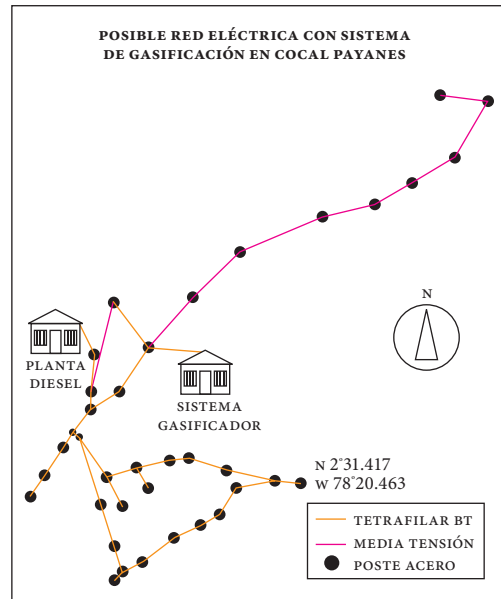 POSIBLE RED ELÉCTRICA CON SISTEMA
DE GASIFICACIÓN EN COCAL PAYANES
N
PLANTA
DIESEL
SISTEMA
GASIFICADOR
N 2°31.417
W 78°20.463
TETRAFILAR BT
MEDIA TENSIÓN
POSTE ACERO